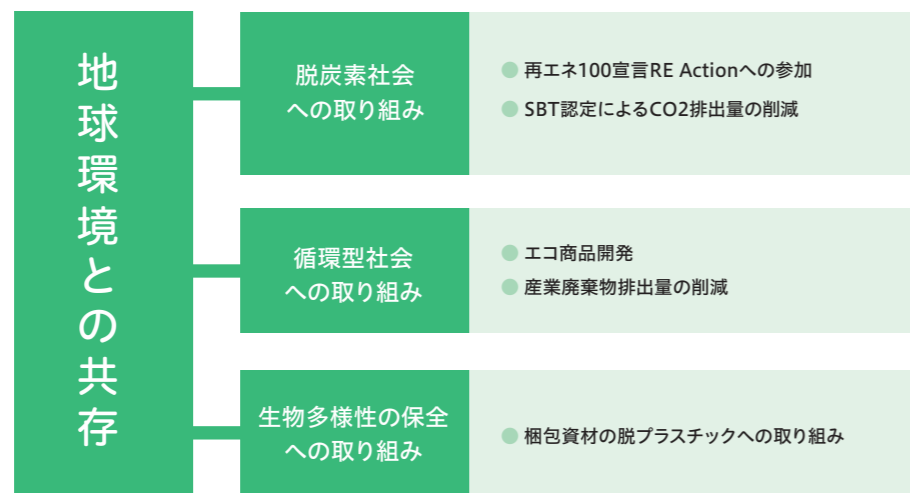 地球環境との共存
脱炭素社会
への取り組み
再エネ100宣言RE Actionへの参加
SBT認定によるCO2排出量の削減
循環型社会
への取り組み
エコ商品開発
産業廃棄物排出量の削減
生物多様性の保全
への取り組み
梱包資材の脱プラスチックへの取り組み